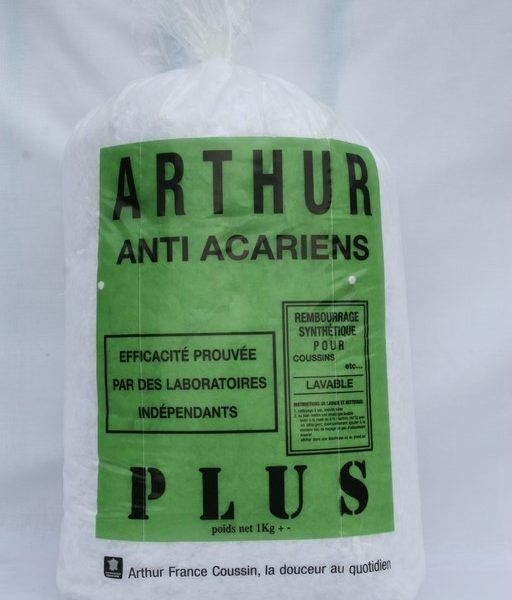 ARTHUR
ANTI ACARIENS
EFFICACITÉ PROUVÉE
PAR DES LABORATOIRES
INDÉPENDANTS
REMBOURRAGE
SYNTHÉTIQUE
POUR
COUSSINS
etc...
LAVABLE
INSTRUCTIONS DE LAVAGE ET NETTOYAGE:
PLUS
poids net 1Kg + -
Arthur France Coussin, la douceur au quotidien